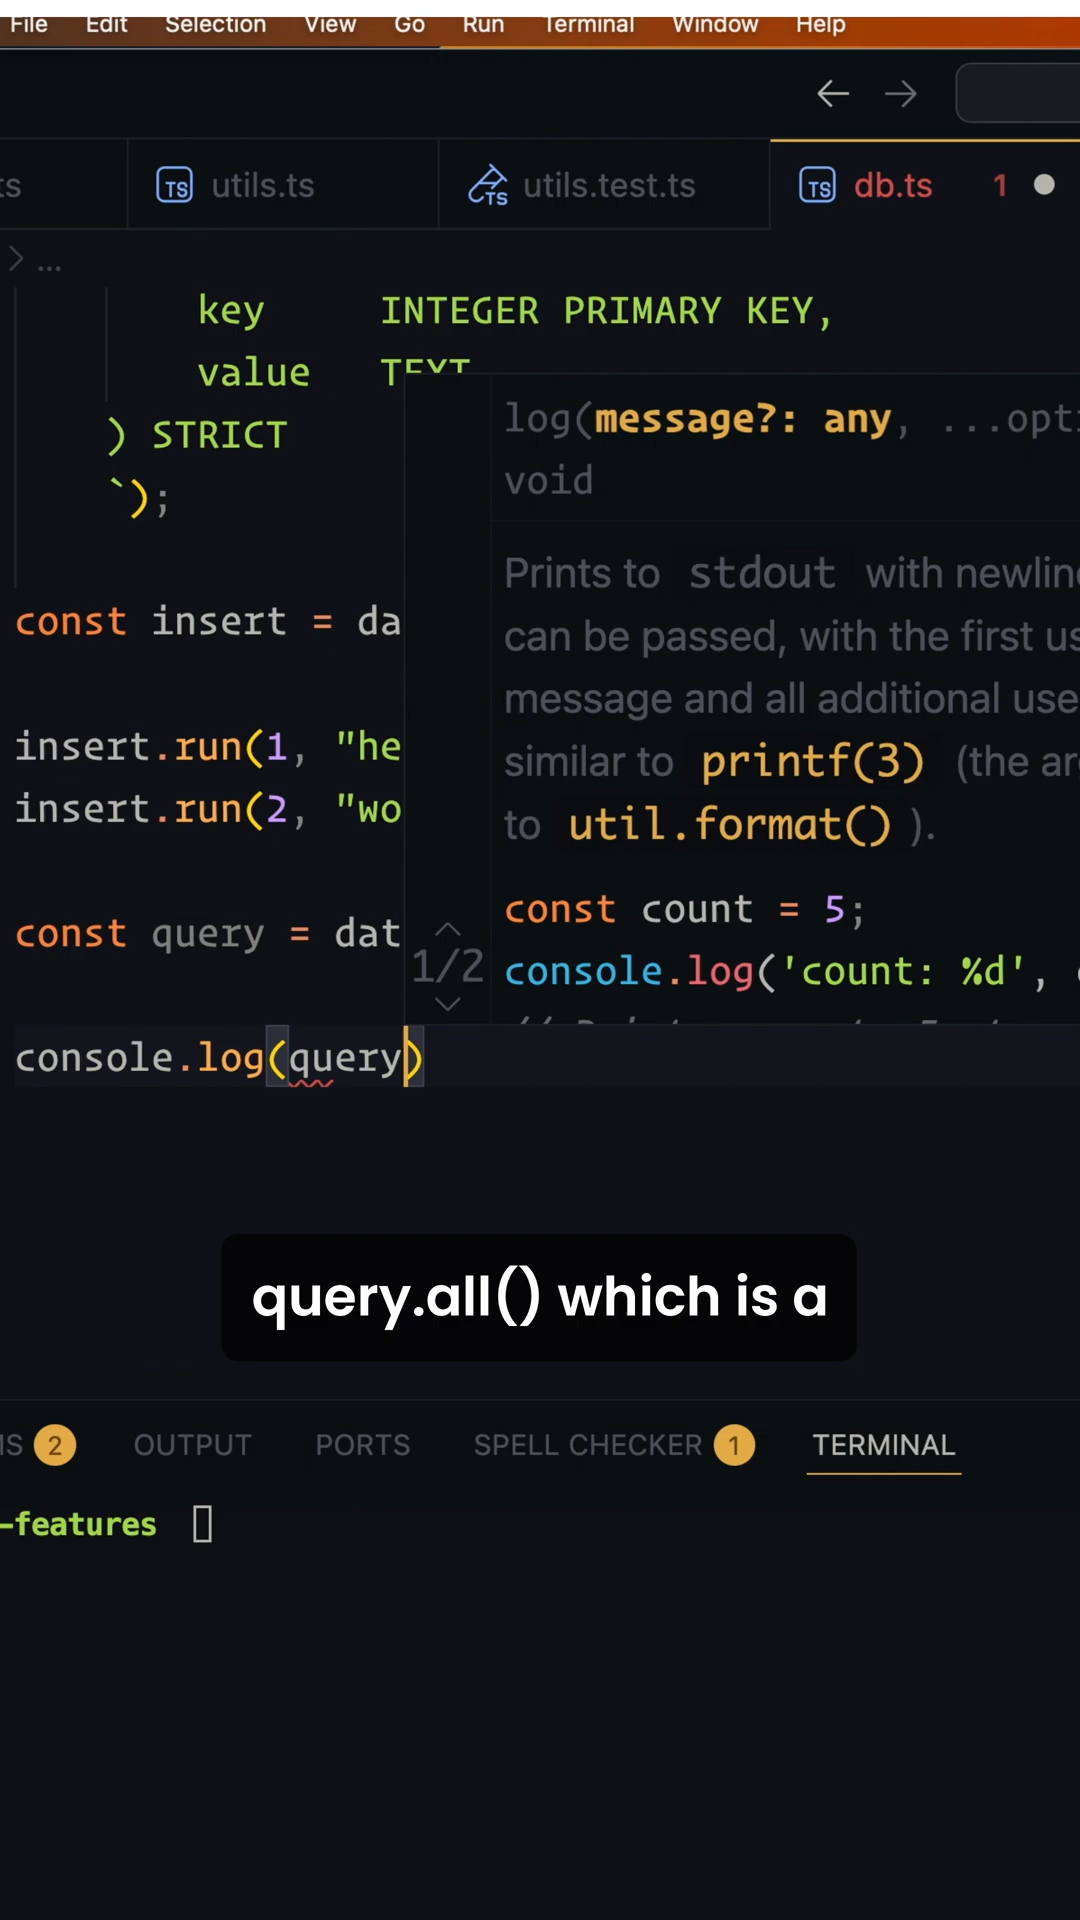 File Edit Selection View Go Run Terminal Window Help
ts utils.ts utils.test.ts db.ts 1
> ...
key INTEGER PRIMARY KEY,
value TEXT
) STRICT
`);
log(message?: any, ...opti
void
Prints to stdout with newlin
can be passed, with the first us
message and all additional use
similar to printf(3) (the ar
to util.format() ).
const count = 5;
console.log('count: %d',
1/2
const insert = da
insert.run(1, "he
insert.run(2, "wo
const query = dat
console.log(query)
query.all() which is a
MS 2 OUTPUT PORTS SPELL CHECKER 1 TERMINAL
-features